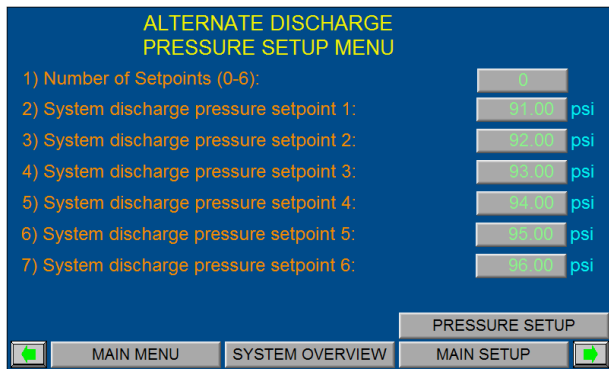 ALTERNATE DISCHARGE
PRESSURE SETUP MENU
1) Number of Setpoints (0-6): 0
2) System discharge pressure setpoint 1: 91.00 psi
3) System discharge pressure setpoint 2: 92.00 psi
4) System discharge pressure setpoint 3: 93.00 psi
5) System discharge pressure setpoint 4: 94.00 psi
6) System discharge pressure setpoint 5: 95.00 psi
7) System discharge pressure setpoint 6: 96.00 psi
PRESSURE SETUP
MAIN MENU SYSTEM OVERVIEW MAIN SETUP